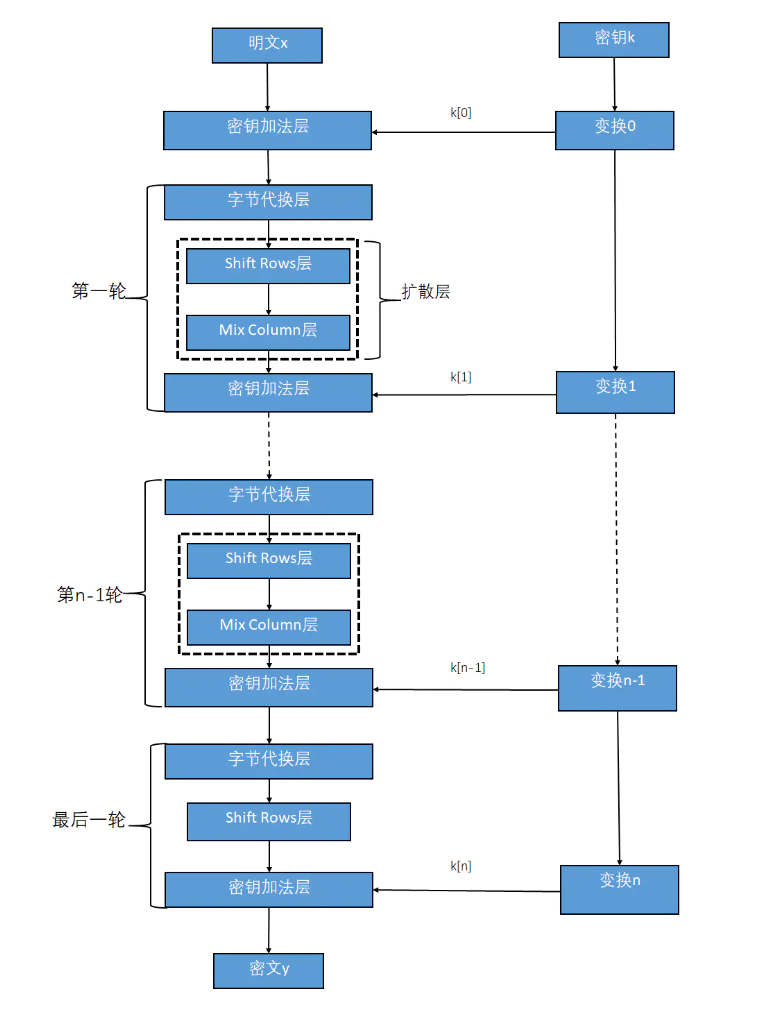 明文x
密钥k
密钥加法层
k[0]
变换0
字节代换层
Shift Rows层
第一轮
扩散层
Mix Column层
密钥加法层
k[1]
变换1
字节代换层
Shift Rows层
第n-1轮
Mix Column层
密钥加法层
k[n-1]
变换n-1
字节代换层
Shift Rows层
最后一轮
密钥加法层
k[n]
变换n
密文y